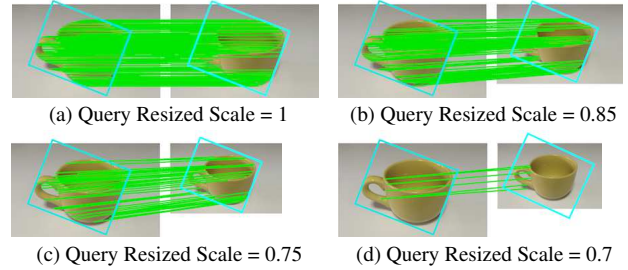 (a) Query Resized Scale = 1
(b) Query Resized Scale = 0.85
(c) Query Resized Scale = 0.75
(d) Query Resized Scale = 0.7